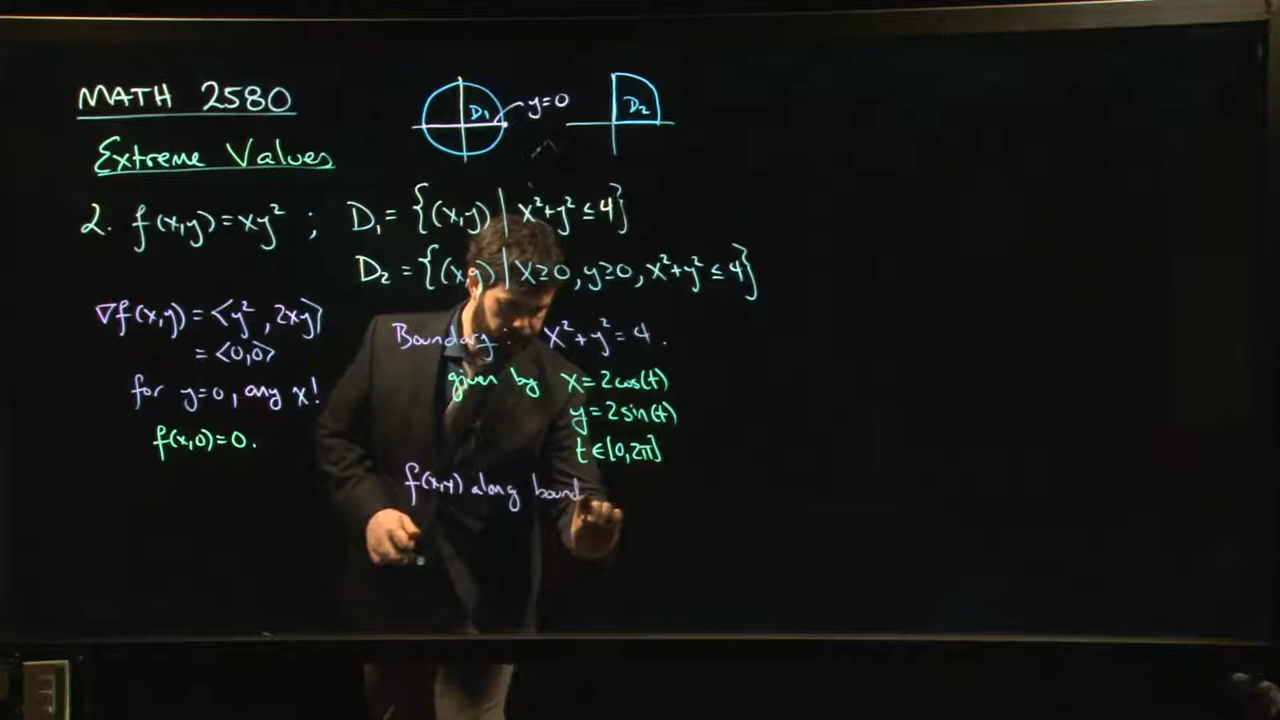 MATH 2580
Extreme Values
D₁
y=0
D₂
2. f(x,y)=xy² ; D₁ = {(x,y) | x²+y² ≤ 4}
D₂ = {(x,y) | x≥0, y≥0, x²+y² ≤ 4}
∇f(x,y) = <y², 2xy>
= <0,0>
for y=0, any x!
f(x,0)=0.
Boundary: x²+y²=4.
given by x=2cos(t)
y=2sin(t)
t∈[0,2π]
f(x,y) along bound